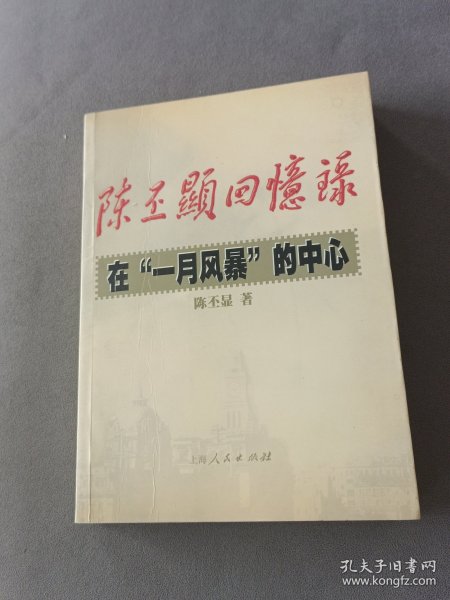 陈丕顯回憶録
在“一月风暴”的中心
陈丕显 著
上海人民出版社
孔夫子旧书网
www.kongfz.com